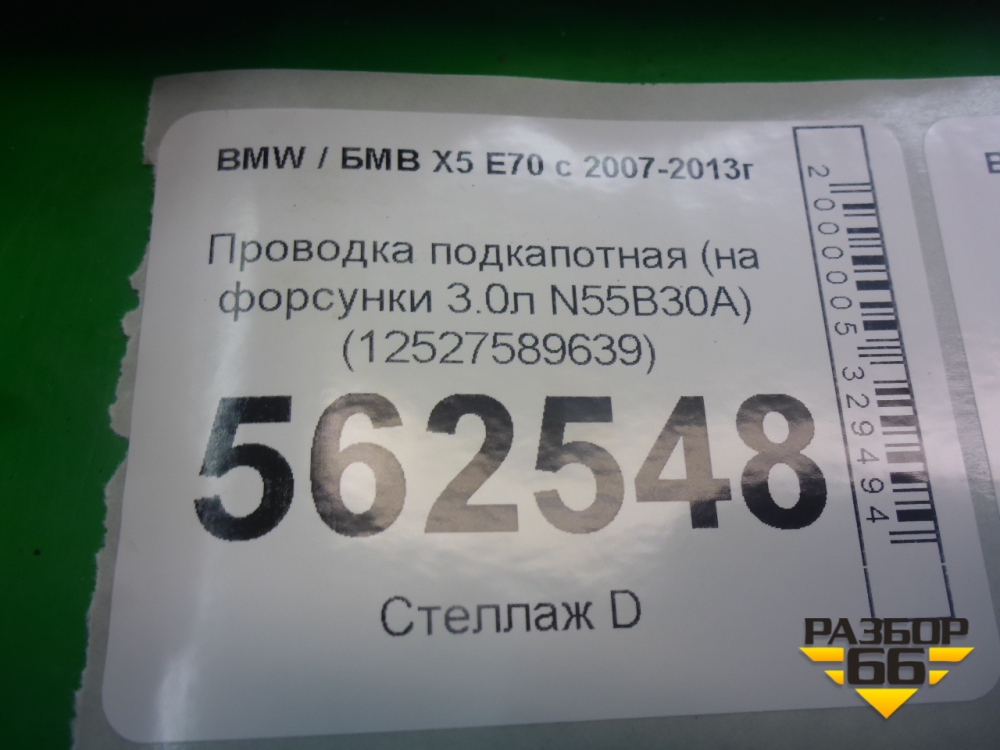 BMW / БМВ X5 E70 с 2007-2013г
Проводка подкапотная (на
форсунки 3.0л N55B30A)
(12527589639)
562548
Стеллаж D
2000005329494
РАЗБОР
66